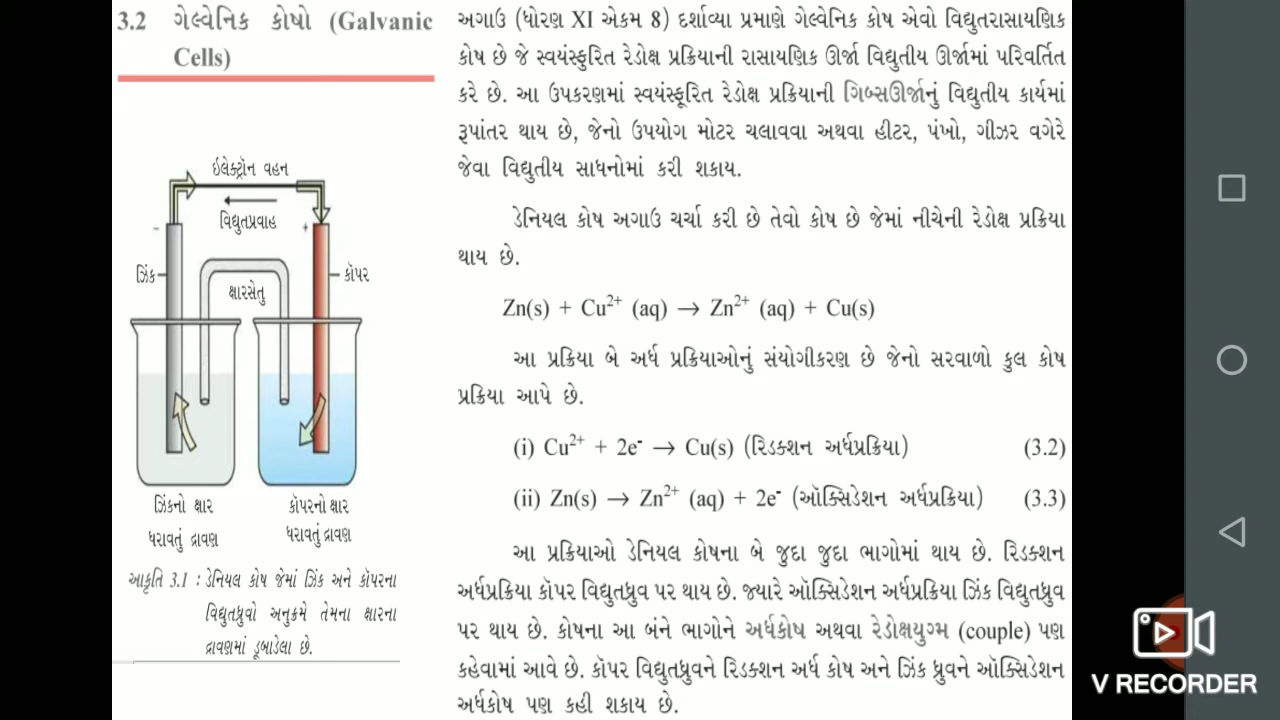 3.2 ગેલ્વેનિક કોષો (Galvanic
Cells)
ઇલેક્ટ્રૉન વહન
વિદ્યુતપ્રવાહ
–
+
ઝિંક
કૉપર
ક્ષારસેતુ
ઝિંકનો ક્ષાર
ધરાવતું દ્રાવણ
કૉપરનો ક્ષાર
ધરાવતું દ્રાવણ
આકૃતિ 3.1 : ડેનિયલ કોષ જેમાં ઝિંક અને કૉપરના
વિદ્યુતધ્રુવો અનુક્રમે તેમના ક્ષારના
દ્રાવણમાં ડૂબાડેલા છે.
અગાઉ (ધોરણ XI એકમ 8) દર્શાવ્યા પ્રમાણે ગેલ્વેનિક કોષ એવો વિદ્યુતરાસાયણિક
કોષ છે જે સ્વયંસ્ફુરિત રેડોક્ષ પ્રક્રિયાની રાસાયણિક ઊર્જા વિદ્યુતીય ઊર્જામાં પરિવર્તિત
કરે છે. આ ઉપકરણમાં સ્વયંસ્ફૂરિત રેડોક્ષ પ્રક્રિયાની ગિબ્સઊર્જાનું વિદ્યુતીય કાર્યમાં
રૂપાંતર થાય છે, જેનો ઉપયોગ મોટર ચલાવવા અથવા હીટર, પંખો, ગીઝર વગેરે
જેવા વિદ્યુતીય સાધનોમાં કરી શકાય.
ડેનિયલ કોષ અગાઉ ચર્ચા કરી છે તેવો કોષ છે જેમાં નીચેની રેડોક્ષ પ્રક્રિયા
થાય છે.
Zn(s) + Cu²⁺ (aq) → Zn²⁺ (aq) + Cu(s)
આ પ્રક્રિયા બે અર્ધ પ્રક્રિયાઓનું સંયોગીકરણ છે જેનો સરવાળો કુલ કોષ
પ્રક્રિયા આપે છે.
(i) Cu²⁺ + 2e⁻ → Cu(s) (રિડક્શન અર્ધપ્રક્રિયા) (3.2)
(ii) Zn(s) → Zn²⁺ (aq) + 2e⁻ (ઑક્સિડેશન અર્ધપ્રક્રિયા) (3.3)
આ પ્રક્રિયાઓ ડેનિયલ કોષના બે જુદા જુદા ભાગોમાં થાય છે. રિડક્શન
અર્ધપ્રક્રિયા કૉપર વિદ્યુતધ્રુવ પર થાય છે. જ્યારે ઑક્સિડેશન અર્ધપ્રક્રિયા ઝિંક વિદ્યુતધ્રુવ
પર થાય છે. કોષના આ બંને ભાગોને અર્ધકોષ અથવા રેડોક્ષયુગ્મ (couple) પણ
કહેવામાં આવે છે. કૉપર વિદ્યુતધ્રુવને રિડક્શન અર્ધ કોષ અને ઝિંક ધ્રુવને ઑક્સિડેશન
અર્ધકોષ પણ કહી શકાય છે.
V RECORDER